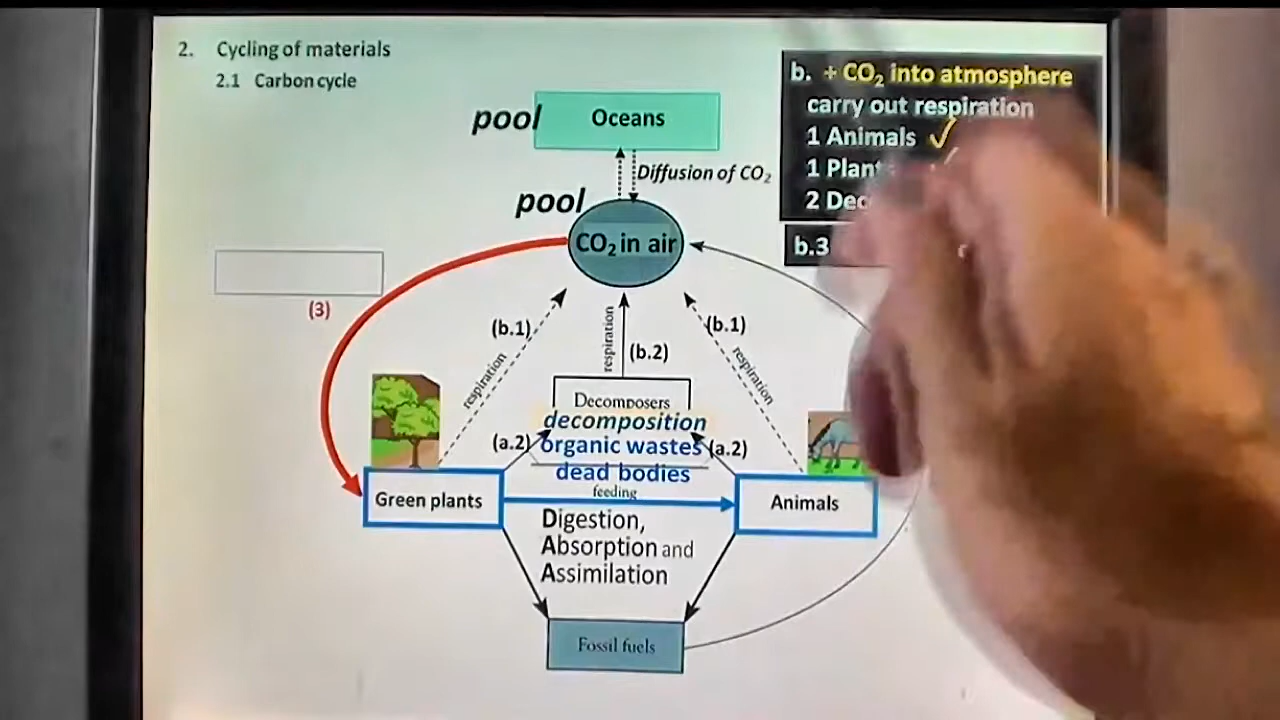 2. Cycling of materials
2.1 Carbon cycle
pool
Oceans
Diffusion of CO₂
pool
CO₂ in air
b. + CO₂ into atmosphere
carry out respiration
1 Animals ✓
1
2
b.3
(3)
(b.1)
respiration
respiration
(b.2)
(b.1)
respiration
Decomposers
decomposition
(a.2)
organic wastes
(a.2)
dead bodies
feeding
Green plants
Animals
Digestion,
Absorption and
Assimilation
Fossil fuels